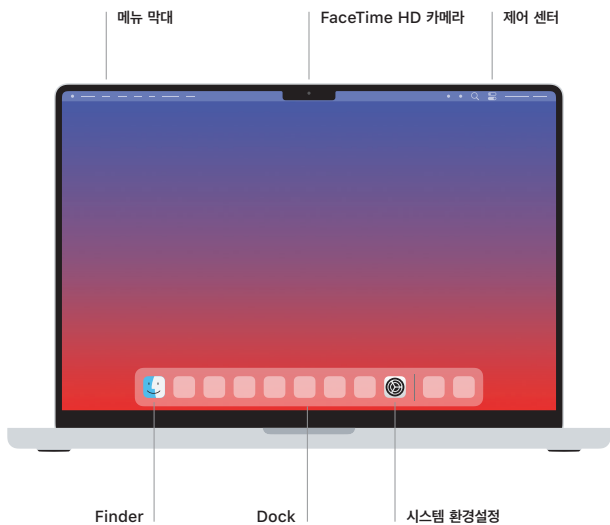 메뉴 막대
FaceTime HD 카메라
제어 센터
Finder
Dock
시스템 환경설정